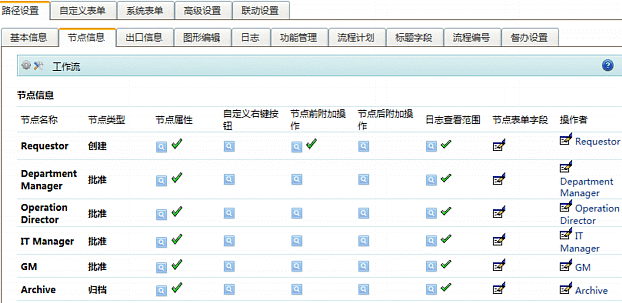 路径设置 自定义表单 系统表单 高级设置 联动设置
基本信息 节点信息 出口信息 图形编辑 日志 功能管理 流程计划 标题字段 流程编号 督办设置
工作流
节点信息
节点名称 节点类型 节点属性 自定义右键按钮 节点前附加操作 节点后附加操作 日志查看范围 节点表单字段 操作者
Requestor 创建 Requestor
Department Manager 批准 Department Manager
Operation Director 批准 Operation Director
IT Manager 批准 IT Manager
GM 批准 GM
Archive 归档 Archive